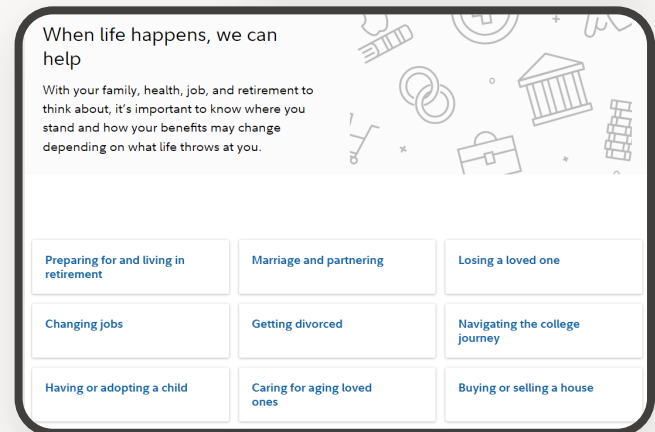 When life happens, we can
help
With your family, health, job, and retirement to
think about, it's important to know where you
stand and how your benefits may change
depending on what life throws at you.
Preparing for and living in
retirement
Marriage and partnering
Losing a loved one
Changing jobs
Getting divorced
Navigating the college
journey
Having or adopting a child
Caring for aging loved
ones
Buying or selling a house